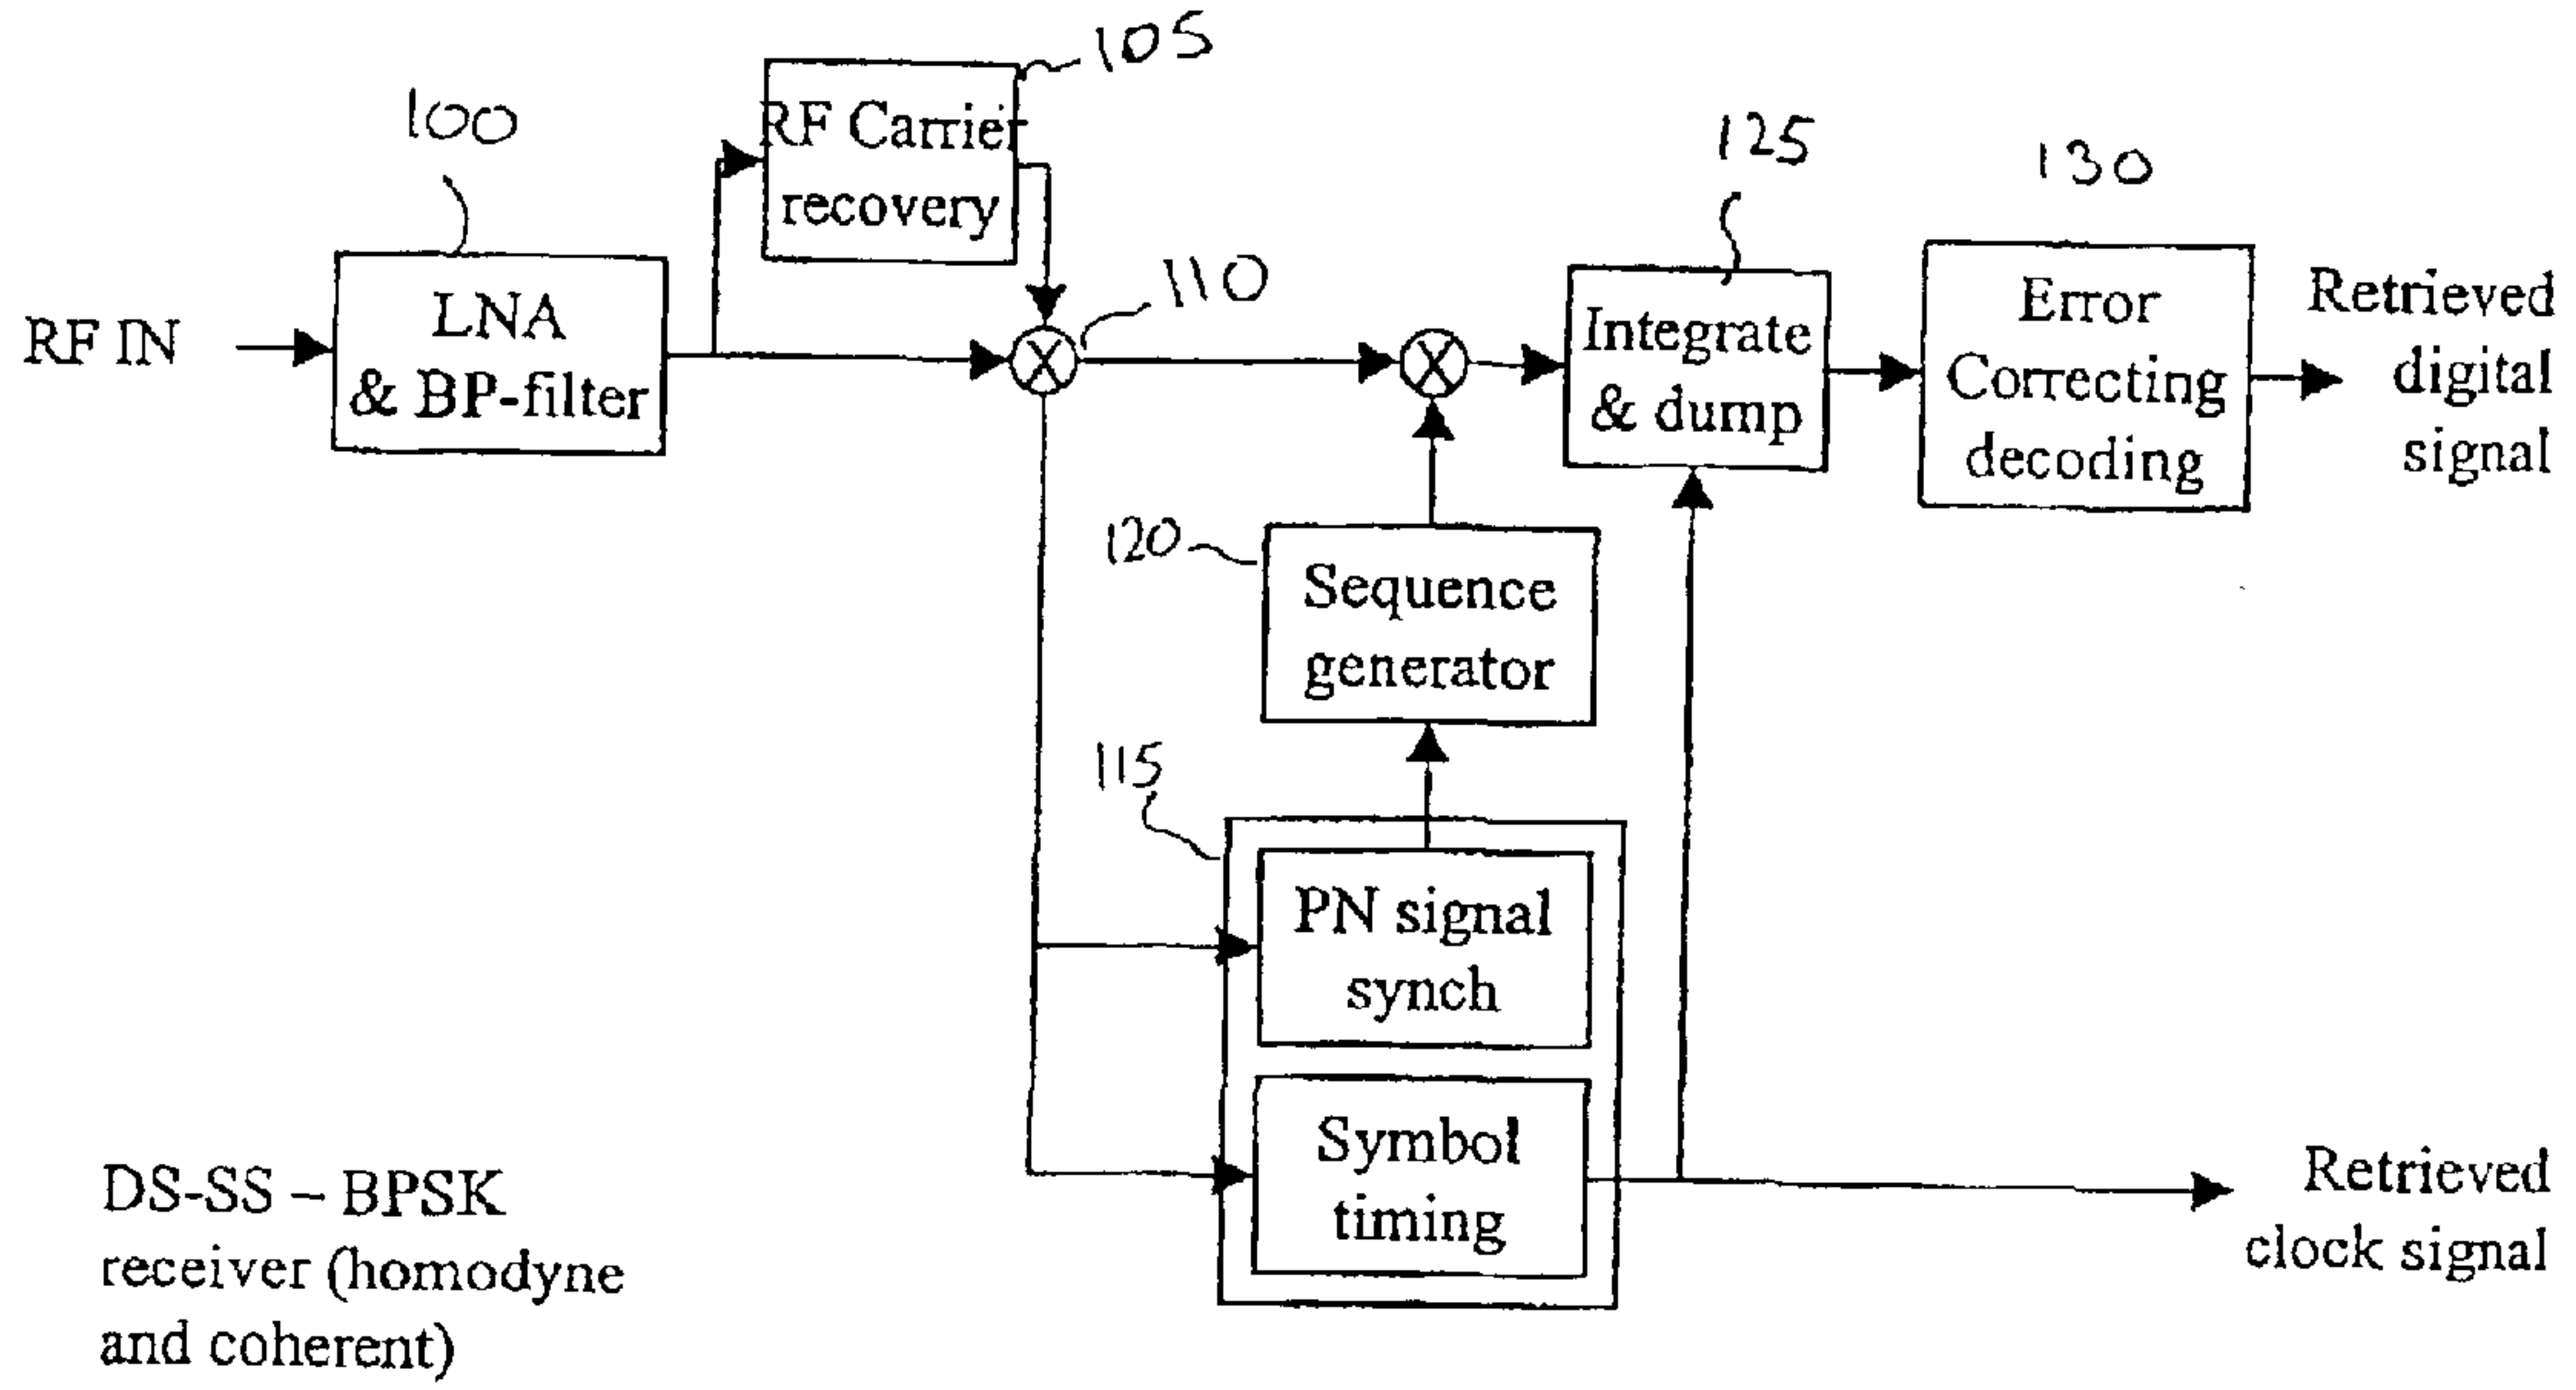 105
100
RF Carrier
recovery
125
130
110
RF IN
LNA
& BP-filter
Integrate
& dump
Error
Correcting
decoding
Retrieved
digital
signal
120
Sequence
generator
115
PN signal
synch
Symbol
timing
Retrieved
clock signal
DS-SS – BPSK
receiver (homodyne
and coherent)